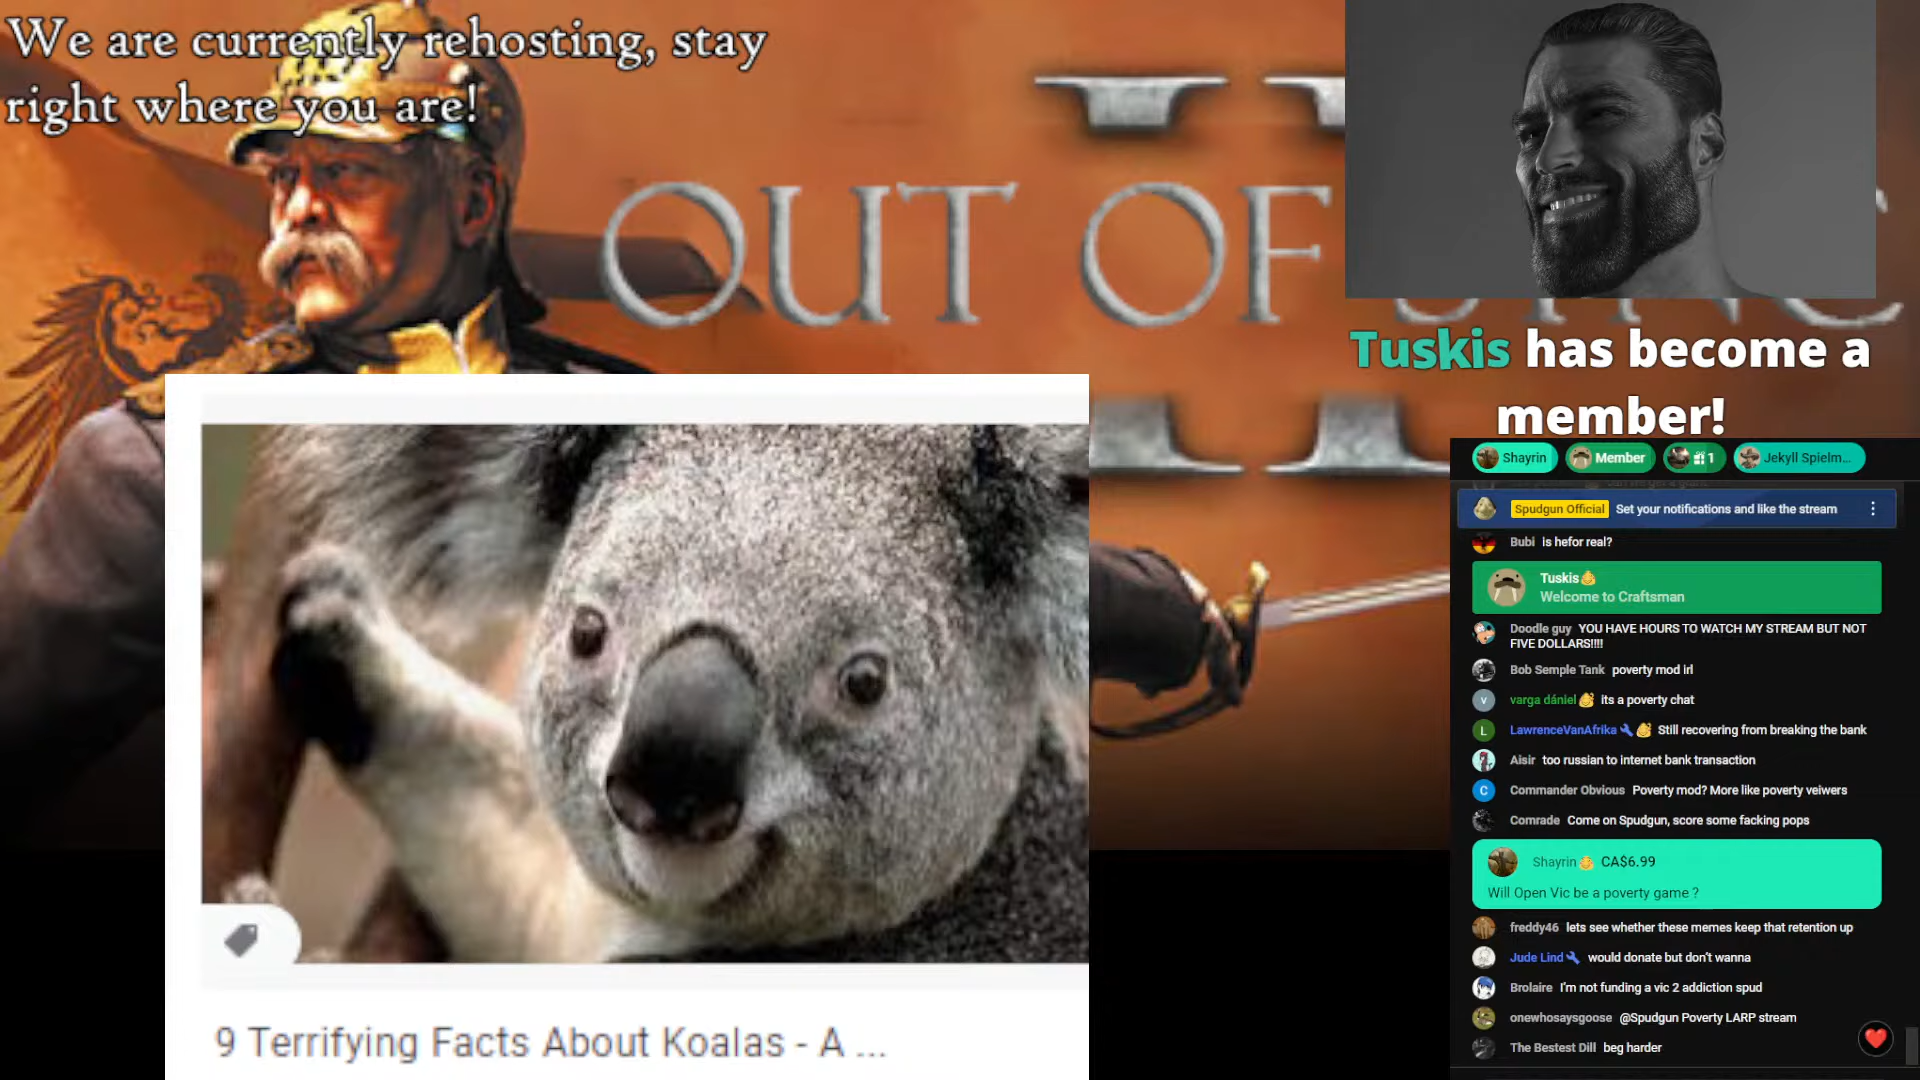 We are currently rehosting, stay
right where you are!
OUT OF SYNC
Tuskis has become a
member!
Shayrin
Member
1
Jekyll Spielm...
Spudgun Official Set your notifications and like the stream
Bubi is hefor real?
Tuskis
Welcome to Craftsman
Doodle guy YOU HAVE HOURS TO WATCH MY STREAM BUT NOT
FIVE DOLLARS!!!!
Bob Semple Tank poverty mod irl
v
varga dániel its a poverty chat
L
LawrenceVanAfrika Still recovering from breaking the bank
Aisir too russian to internet bank transaction
C
Commander Obvious Poverty mod? More like poverty veiwers
Comrade Come on Spudgun, score some facking pops
Shayrin CA$6.99
Will Open Vic be a poverty game ?
freddy46 lets see whether these memes keep that retention up
Jude Lind would donate but don't wanna
Brolaire I'm not funding a vic 2 addiction spud
onewhosaysgoose @Spudgun Poverty LARP stream
The Bestest Dill beg harder
9 Terrifying Facts About Koalas - A ...